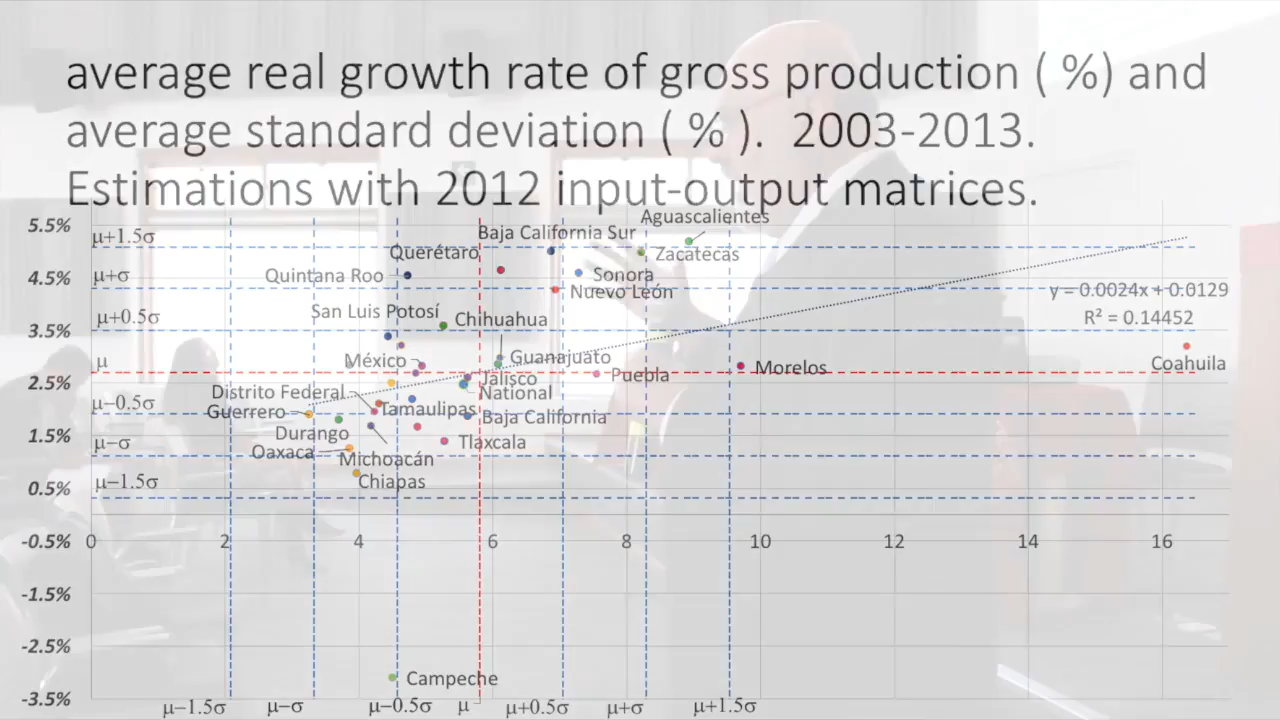 average real growth rate of gross production ( %) and
average standard deviation ( % ).  2003-2013.
Estimations with 2012 input-output matrices.
Aguascalientes
5.5%
μ+1.5σ
Baja California Sur
Querétaro
Zacatecas
4.5%
μ+σ
Quintana Roo
Sonora
Nuevo León
y = 0.0024x + 0.0129
R² = 0.14452
3.5%
μ+0.5σ
San Luis Potosí
Chihuahua
μ
México
Guanajuato
Coahuila
2.5%
Jalisco
Puebla
Morelos
Distrito Federal
National
μ−0.5σ
Guerrero
Tamaulipas
Baja California
1.5%
μ−σ
Durango
Tlaxcala
Oaxaca
Michoacán
0.5%
μ−1.5σ
Chiapas
-0.5%
0 2 4 6 8 10 12 14 16
-1.5%
-2.5%
Campeche
-3.5%
μ−1.5σ μ−σ μ−0.5σ μ μ+0.5σ μ+σ μ+1.5σ